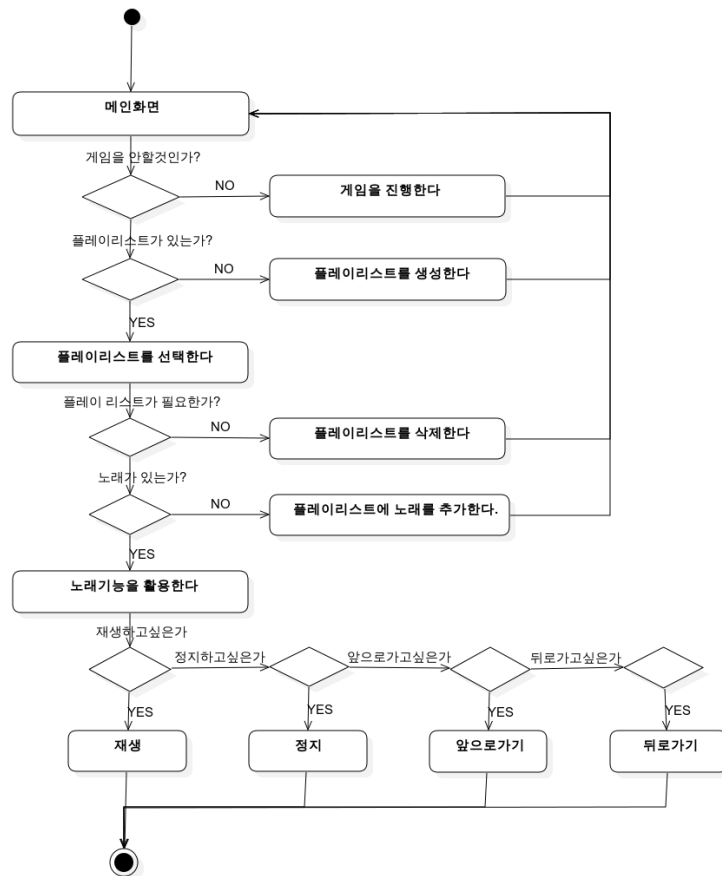 메인화면
게임을 안할것인가?
NO
게임을 진행한다
플레이리스트가 있는가?
NO
플레이리스트를 생성한다
YES
플레이리스트를 선택한다
플레이 리스트가 필요한가?
NO
플레이리스트를 삭제한다
노래가 있는가?
NO
플레이리스트에 노래를 추가한다.
YES
노래기능을 활용한다
재생하고싶은가
정지하고싶은가
앞으로가고싶은가
뒤로가고싶은가
YES
YES
YES
YES
재생
정지
앞으로가기
뒤로가기